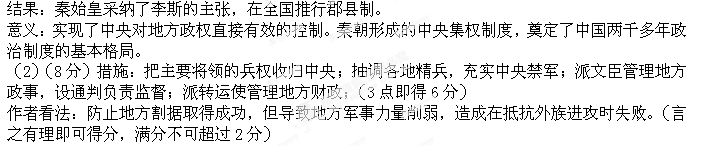 结果：秦始皇采纳了李斯的主张，在全国推行郡县制。
意义：实现了中央对地方政权直接有效的控制。秦朝形成的中央集权制度，奠定了中国两千多年政
治制度的基本格局。
（2）（8分）措施：把主要将领的兵权收归中央；抽调各地精兵，充实中央禁军；派文臣管理地方
政事，设通判负责监督；派转运使管理地方财政；（3点即得6分）
作者看法：防止地方割据取得成功，但导致地方军事力量削弱，造成在抵抗外族进攻时失败。（言
之有理即可得分，满分不可超过2分）